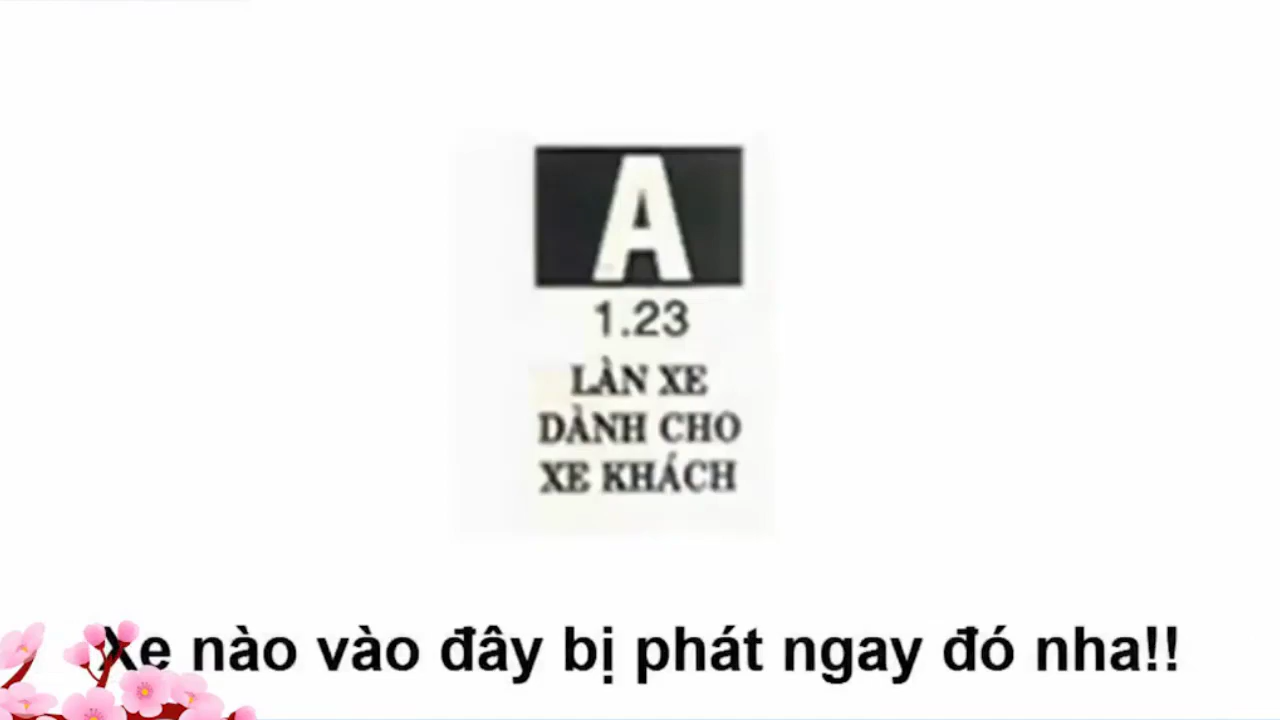 A
1.23
LÀN XE
DÀNH CHO
XE KHÁCH
Xe nào vào đây bị phát ngay đó nha!!